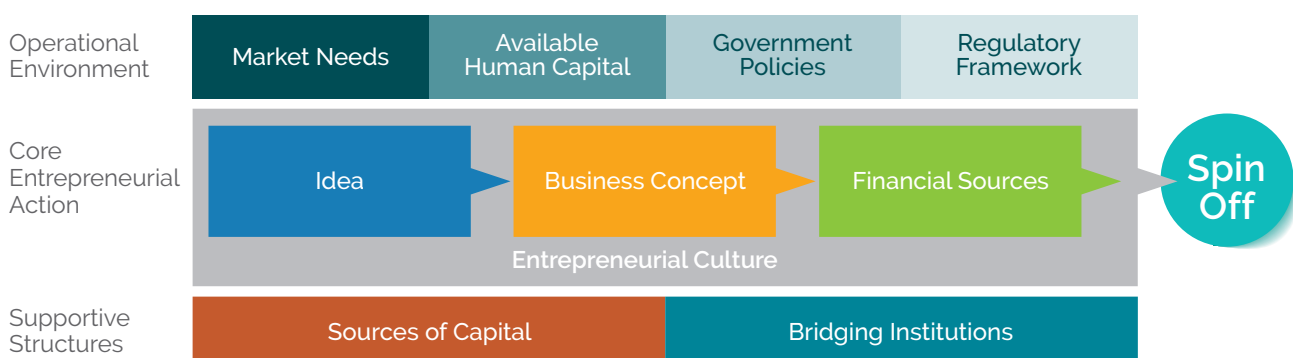 Operational
Environment
Market Needs
Available
Human Capital
Government
Policies
Regulatory
Framework
Core
Entrepreneurial
Action
Idea
Business Concept
Financial Sources
Spin
Off
Entrepreneurial Culture
Supportive
Structures
Sources of Capital
Bridging Institutions